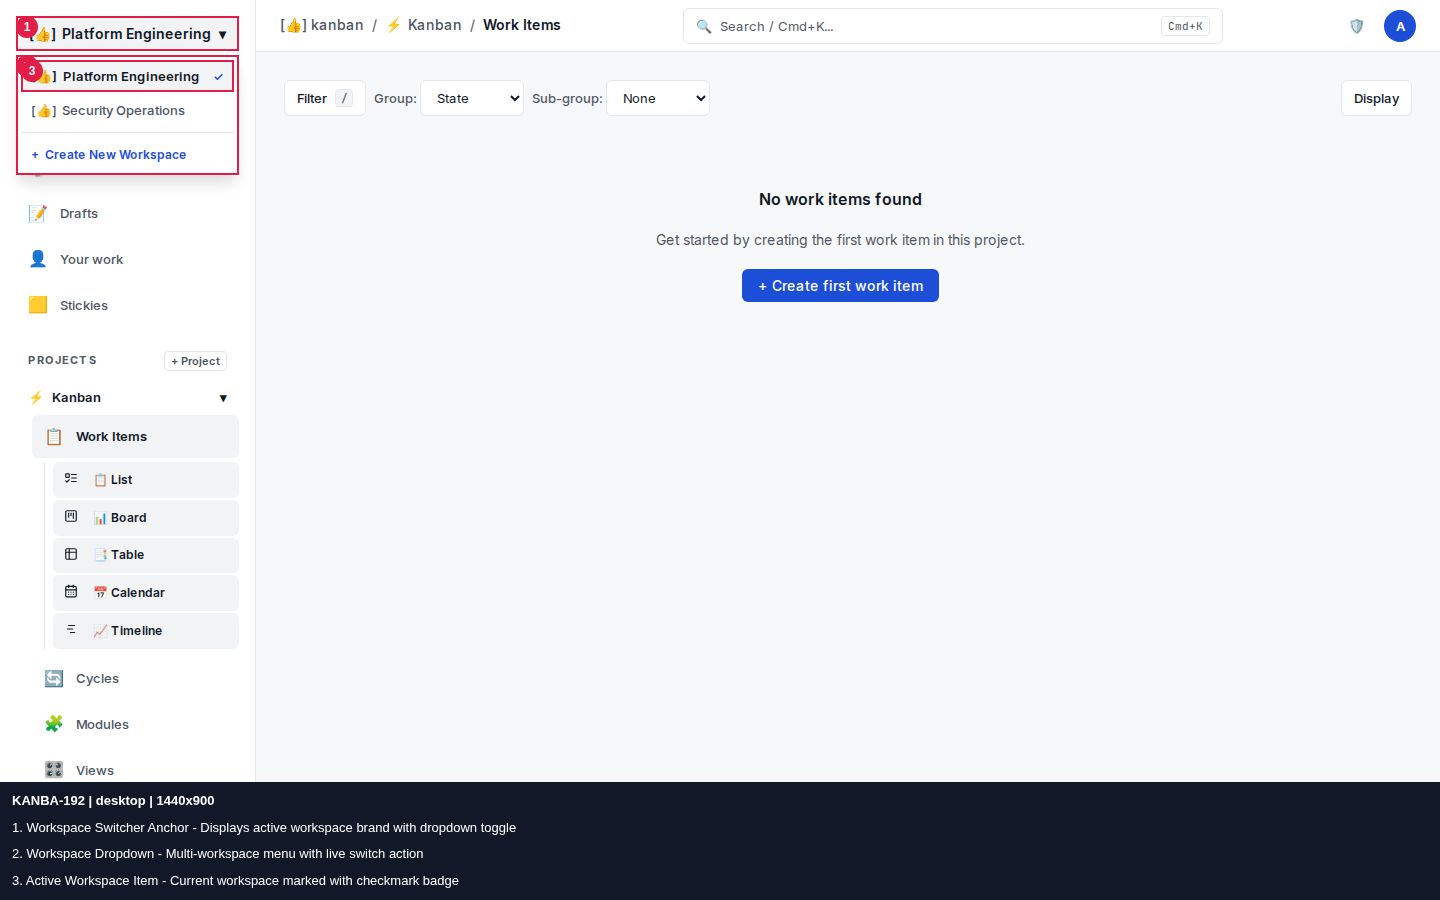 1 [👍] Platform Engineering ▼
3 [👍] Platform Engineering ✓
[👍] Security Operations
+ Create New Workspace
📝 Drafts
👤 Your work
🟨 Stickies
PROJECTS + Project
⚡ Kanban ▼
📋 Work Items
📋 List
📊 Board
📑 Table
📅 Calendar
📈 Timeline
🔄 Cycles
🧩 Modules
🎛️ Views
[👍] kanban / ⚡ Kanban / Work Items
🔍 Search / Cmd+K... Cmd+K
🛡️ A
Filter / Group: State Sub-group: None Display
No work items found
Get started by creating the first work item in this project.
+ Create first work item
KANBA-192 | desktop | 1440x900
1. Workspace Switcher Anchor - Displays active workspace brand with dropdown toggle
2. Workspace Dropdown - Multi-workspace menu with live switch action
3. Active Workspace Item - Current workspace marked with checkmark badge